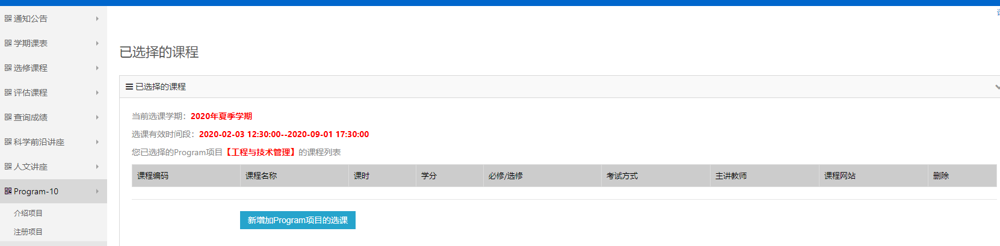 通知公告
学期课表
选修课程
评估课程
查询成绩
科学前沿讲座
人文讲座
Program-10
介绍项目
注册项目
已选择的课程
已选择的课程
当前选课学期：2020年夏季学期
选课有效时间段：2020-02-03 12:30:00--2020-09-01 17:30:00
您已选择的Program项目【工程与技术管理】的课程列表
课程编码 课程名称 课时 学分 必修/选修 考试方式 主讲教师 课程网站 删除
新增加Program项目的选课